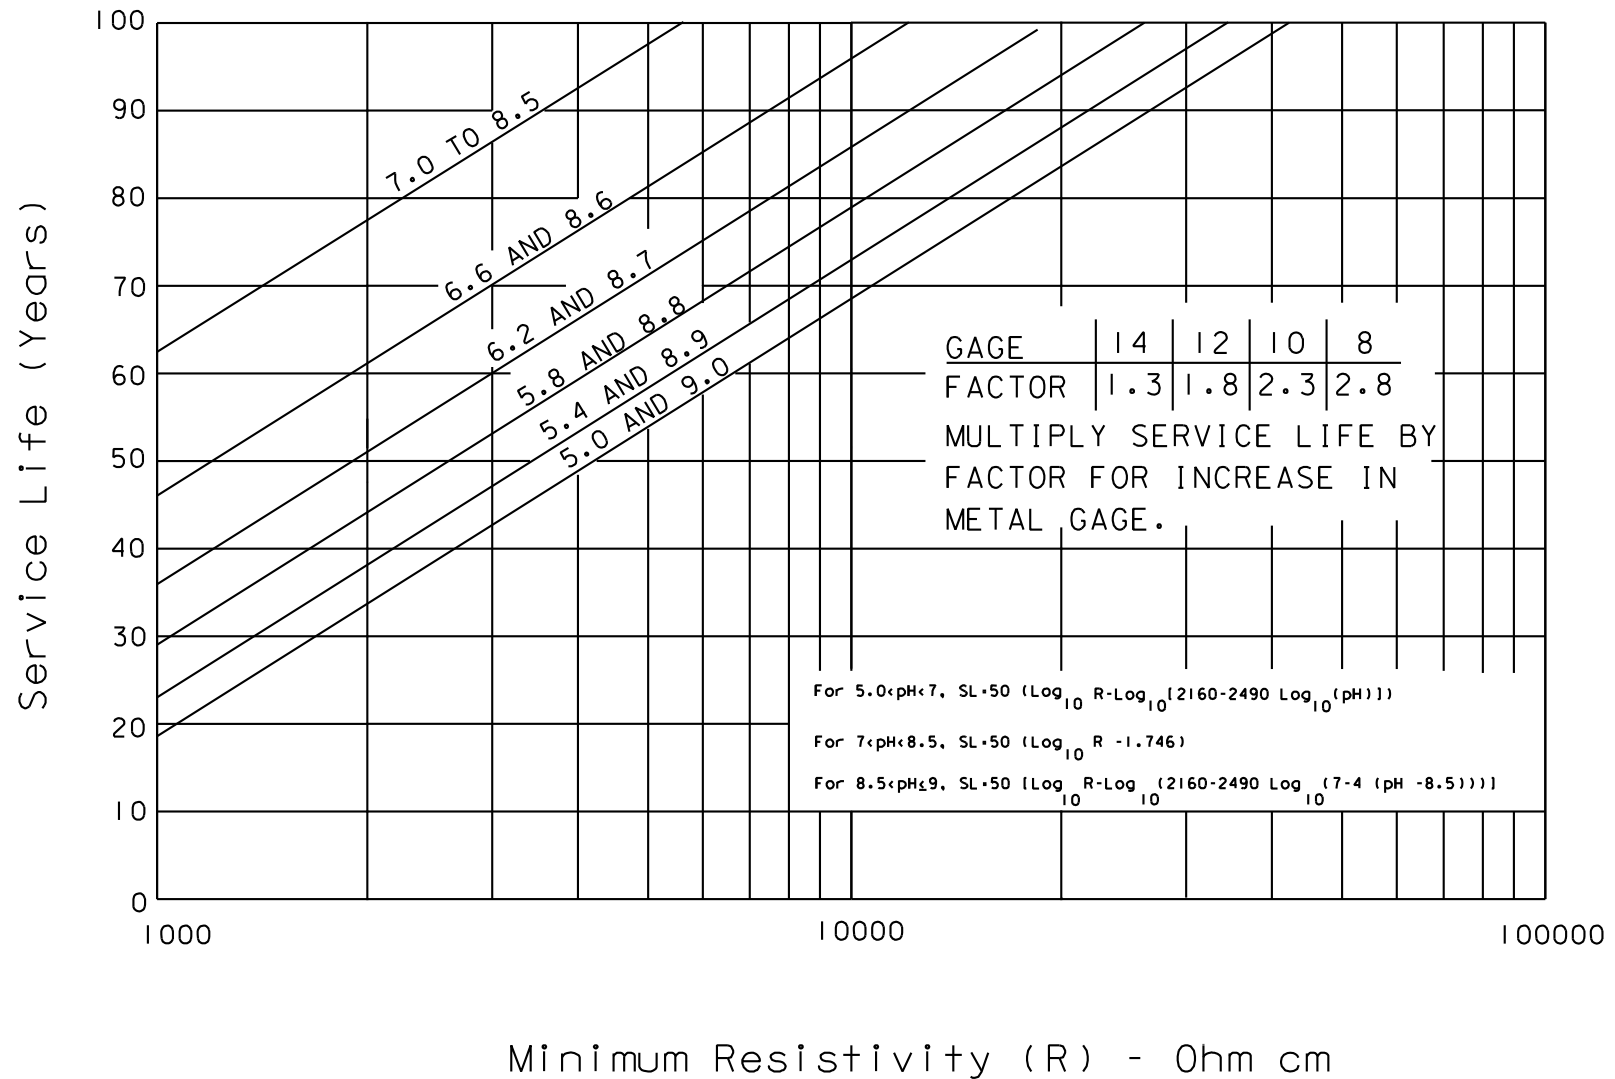 Service Life (Years)
100
90
80
70
60
50
40
30
20
10
0
7.0 TO 8.5
6.6 AND 8.6
6.2 AND 8.7
5.8 AND 8.8
5.4 AND 8.9
5.0 AND 9.0
GAGE 14 12 10 8
FACTOR 1.3 1.8 2.3 2.8
MULTIPLY SERVICE LIFE BY
FACTOR FOR INCREASE IN
METAL GAGE.
For 5.0<pH<7, SL=50 (Log10 R-Log10[2160-2490 Log10(pH)])
For 7<pH<8.5, SL=50 (Log10 R -1.746)
For 8.5<pH≤9, SL=50 [Log10R-Log10(2160-2490 Log10(7-4 (pH -8.5)))]
1000 10000 100000
Minimum Resistivity (R) - Ohm cm